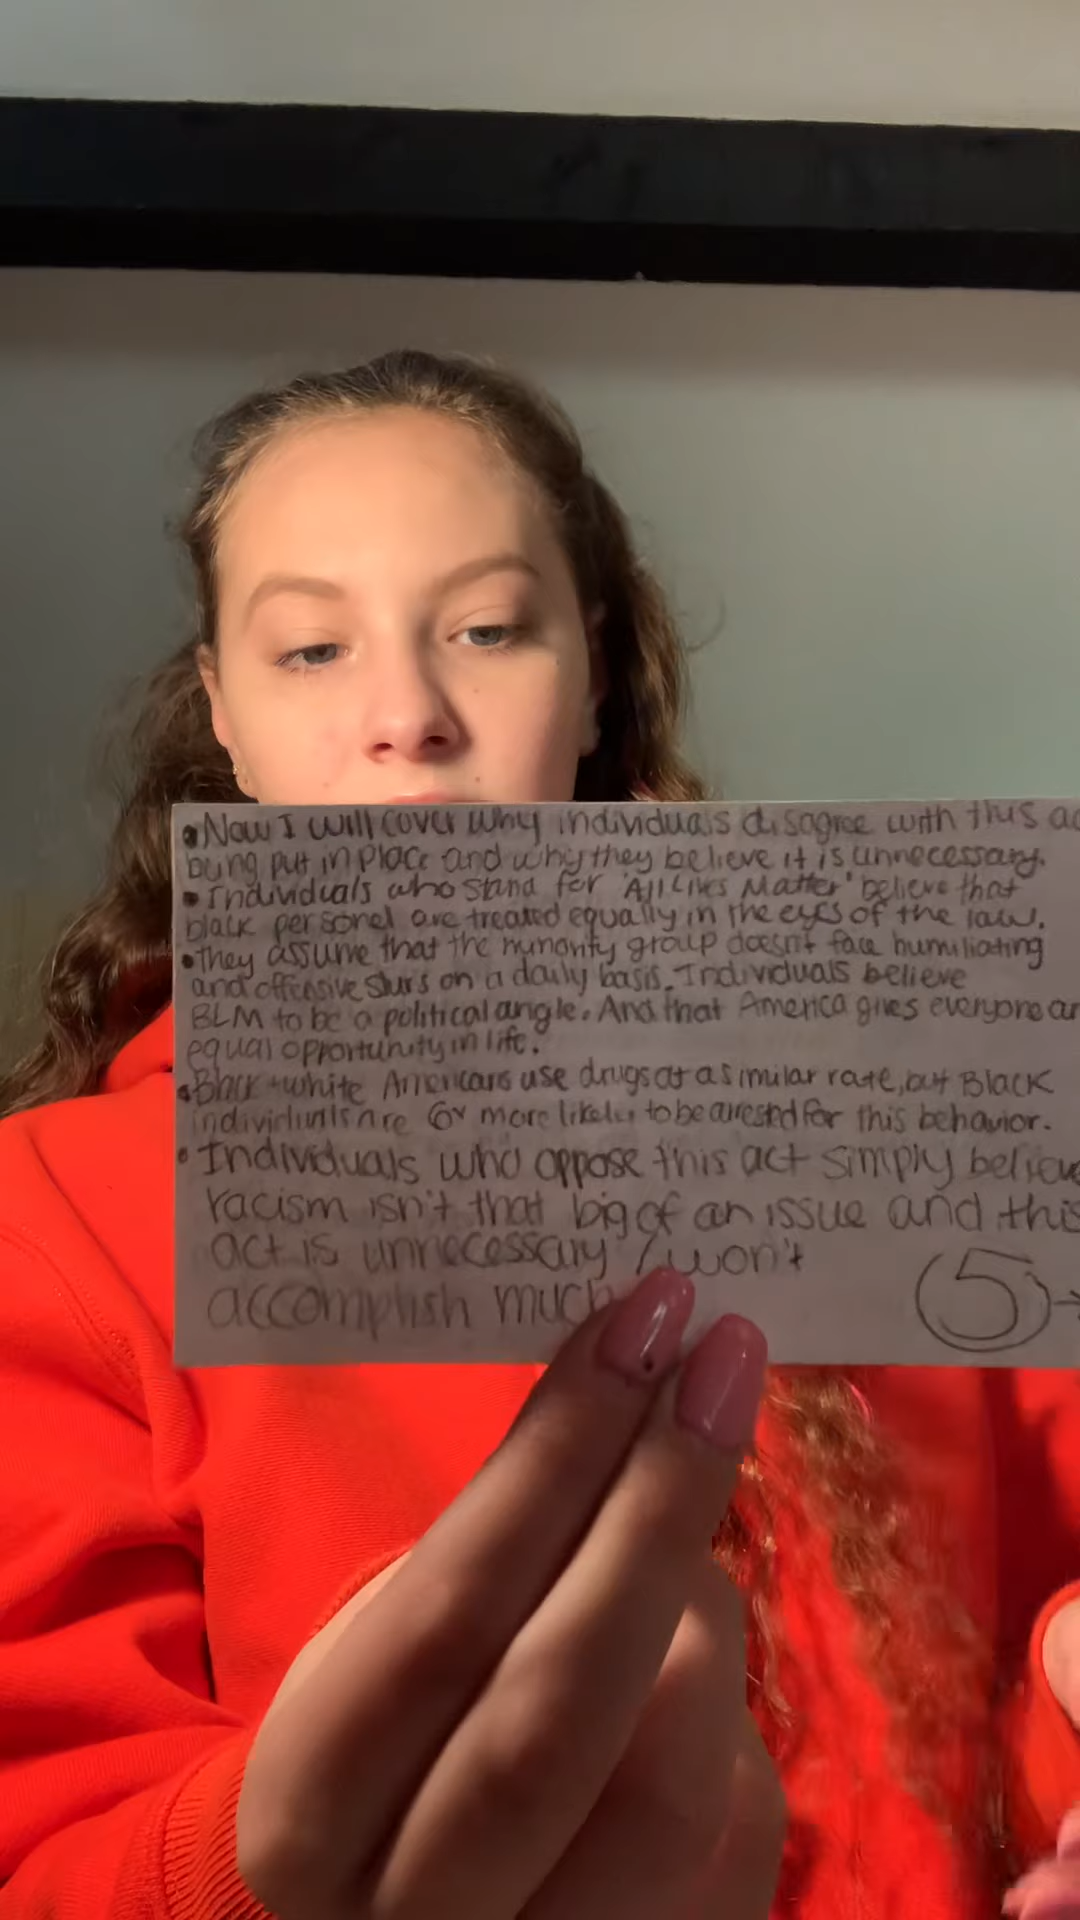 • Now I will cover why individuals disagree with this ac
being put in place and why they believe it is unnecessary.
• Individuals who stand for 'All Lives Matter' believe that
black personel are treated equally in the eyes of the law.
• they assume that the minority group doesn't face humiliating
and offensive slurs on a daily basis. Individuals believe
BLM to be a political angle. And that America gives everyone an
equal opportunity in life.
• Black + white Americans use drugs at a similar rate, but Black
individuals are 6x more likely to be arrested for this behavior.
• Individuals who oppose this act simply believe
racism isn't that big of an issue and this
act is unnecessary / won't
accomplish much
5 →